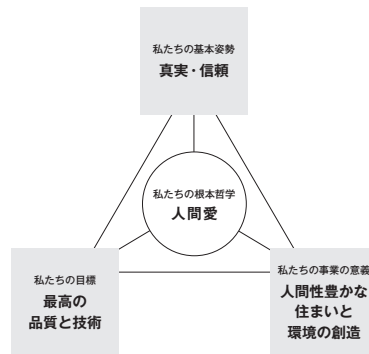 私たちの基本姿勢
真実・信頼
私たちの根本哲学
人間愛
私たちの目標
最高の
品質と技術
私たちの事業の意義
人間性豊かな
住まいと
環境の創造